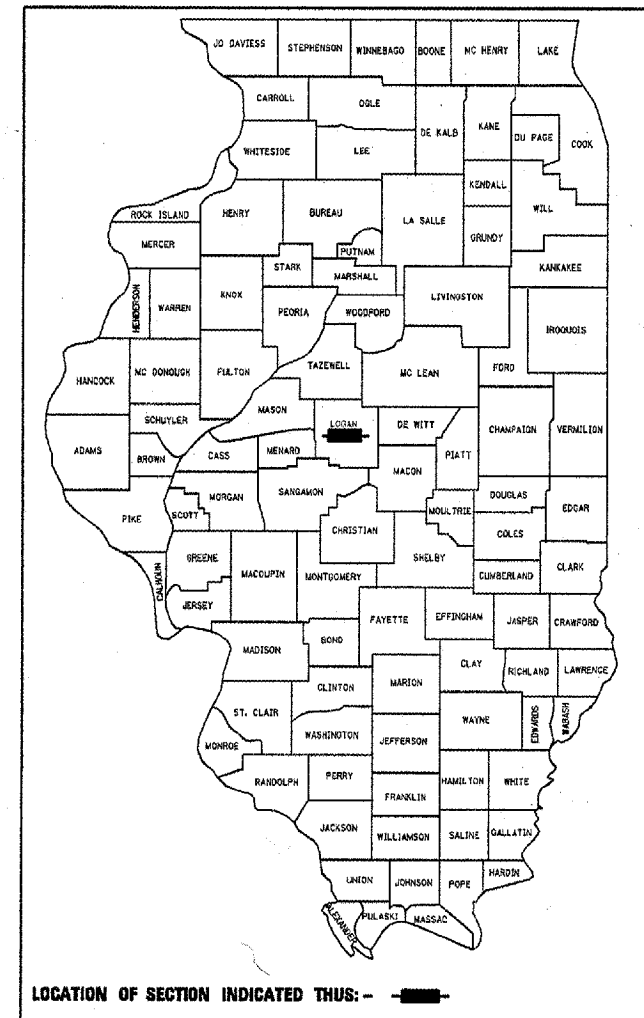 JO DAVIESS STEPHENSON WINNEBAGO BOONE MC HENRY LAKE
CARROLL OGLE DE KALB KANE DU PAGE COOK
WHITESIDE LEE KENDALL WILL
ROCK ISLAND HENRY BUREAU LA SALLE GRUNDY
MERCER PUTNAM KANKAKEE
STARK MARSHALL
HENDERSON WARREN KNOX PEORIA WOODFORD LIVINGSTON IROQUOIS
HANCOCK MC DONOUGH FULTON TAZEWELL MC LEAN FORD
SCHUYLER MASON LOGAN DE WITT CHAMPAIGN VERMILION
ADAMS BROWN CASS MENARD MACON PIATT
MORGAN SANGAMON DOUGLAS EDGAR
PIKE SCOTT CHRISTIAN MOULTRIE COLES
CALHOUN GREENE MACOUPIN MONTGOMERY SHELBY CUMBERLAND CLARK
JERSEY FAYETTE EFFINGHAM JASPER CRAWFORD
MADISON BOND CLAY RICHLAND LAWRENCE
CLINTON MARION
ST. CLAIR WASHINGTON WAYNE EDWARDS WABASH
MONROE JEFFERSON
RANDOLPH PERRY HAMILTON WHITE
FRANKLIN
JACKSON WILLIAMSON SALINE GALLATIN
UNION JOHNSON POPE HARDIN
ALEXANDER PULASKI MASSAC
LOCATION OF SECTION INDICATED THUS: -